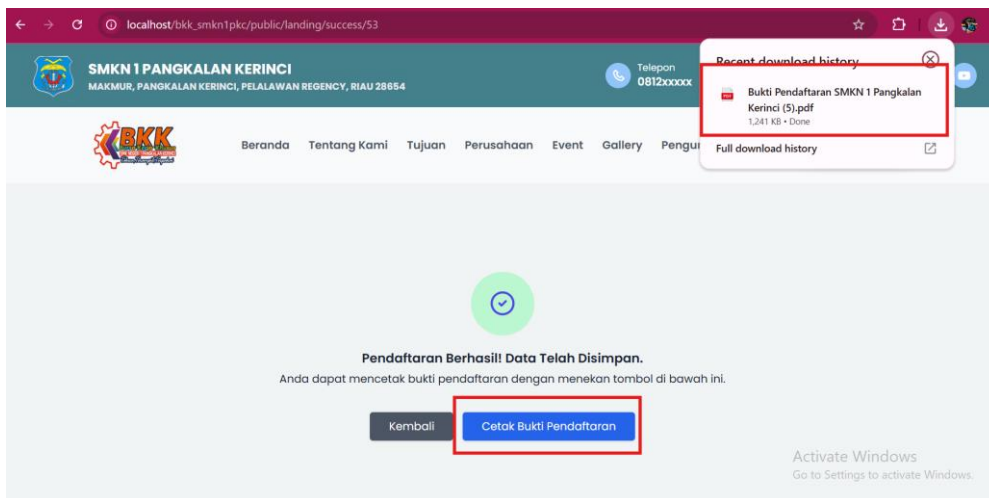 localhost/bkk_smkn1pkc/public/landing/success/53
SMKN 1 PANGKALAN KERINCI
MAKMUR, PANGKALAN KERINCI, PELALAWAN REGENCY, RIAU 28654
Telepon
0812xxxxx
Recent download history
Bukti Pendaftaran SMKN 1 Pangkalan
Kerinci (5).pdf
1,241 KB • Done
Full download history
BKK
Beranda Tentang Kami Tujuan Perusahaan Event Gallery Pengur
Pendaftaran Berhasil! Data Telah Disimpan.
Anda dapat mencetak bukti pendaftaran dengan menekan tombol di bawah ini.
Kembali Cetak Bukti Pendaftaran
Activate Windows
Go to Settings to activate Windows.